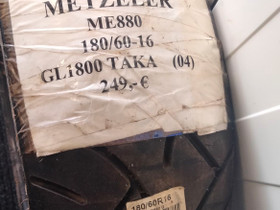 METZELER
ME880
180/60-16
GL1800 TAKA (04)
249.-€
180/60R16